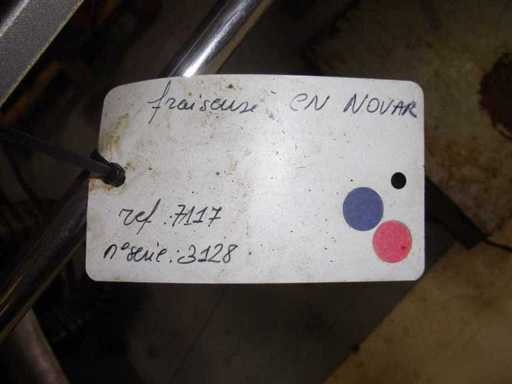 fraiseuse CN NOVAR
ref : 7117
n° serie : 3128